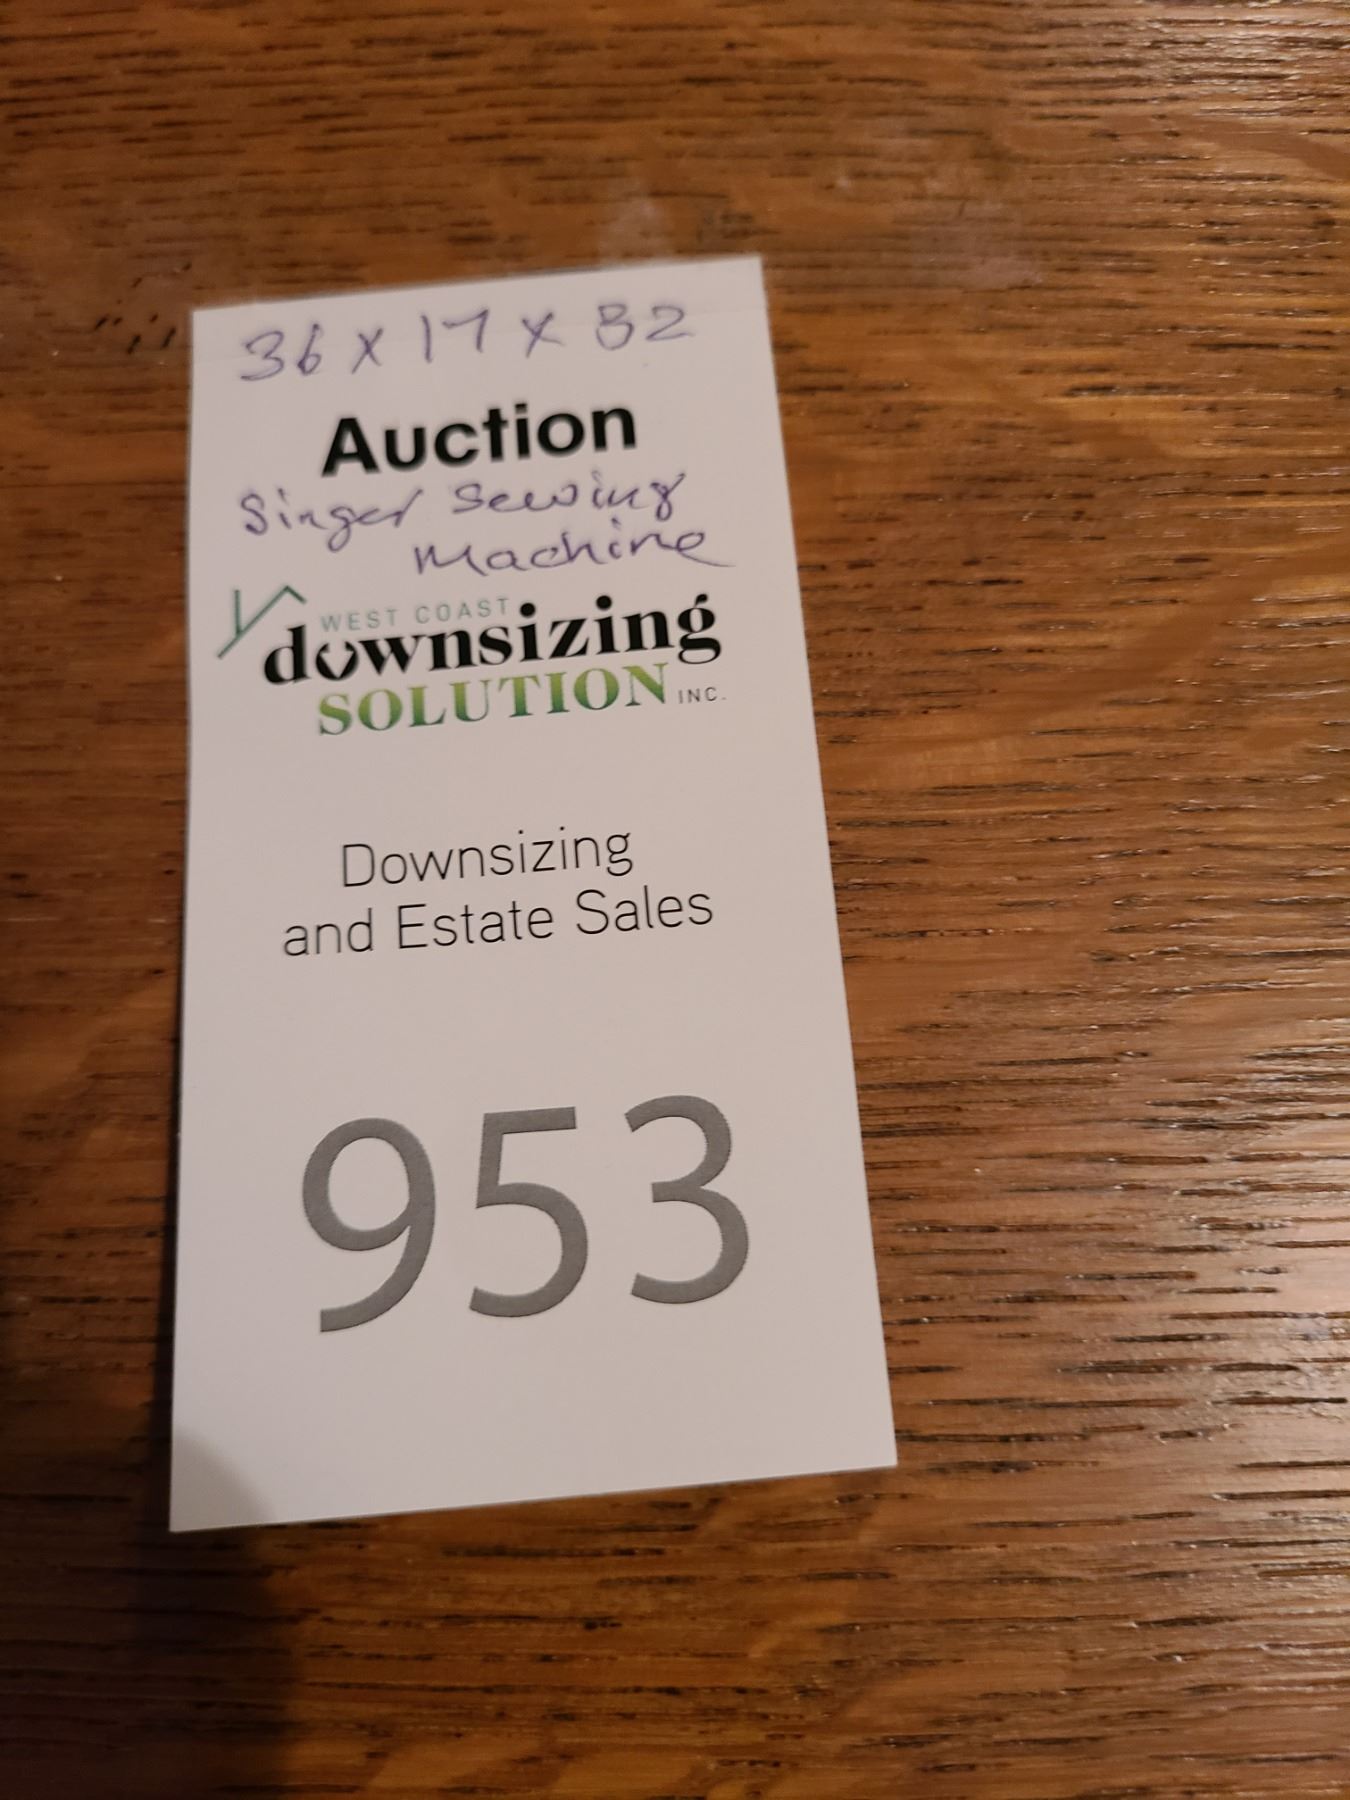 36 x 17 x 32
Auction
Singer Sewing
Machine
WEST COAST
downsizing
SOLUTION INC.
Downsizing
and Estate Sales
953